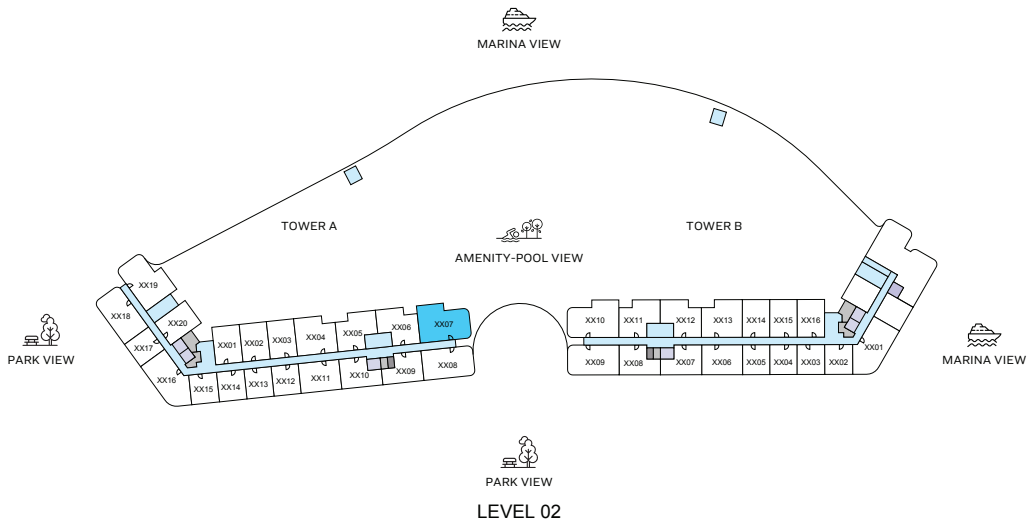 MARINA VIEW
TOWER A
TOWER B
AMENITY-POOL VIEW
XX19
XX18
XX20
XX17
XX16
XX15
XX14
XX13
XX12
XX11
XX10
XX09
XX08
XX01
XX02
XX03
XX04
XX05
XX06
XX07
XX10
XX11
XX12
XX13
XX14
XX15
XX16
XX09
XX08
XX07
XX06
XX05
XX04
XX03
XX02
XX01
PARK VIEW
MARINA VIEW
PARK VIEW
LEVEL 02